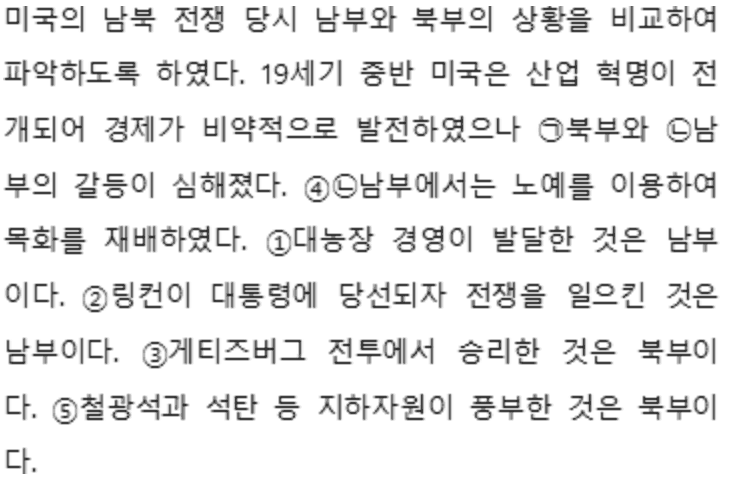 미국의 남북 전쟁 당시 남부와 북부의 상황을 비교하여
파악하도록 하였다. 19세기 중반 미국은 산업 혁명이 전
개되어 경제가 비약적으로 발전하였으나 ㉠북부와 ㉡남
부의 갈등이 심해졌다. ④㉡남부에서는 노예를 이용하여
목화를 재배하였다. ①대농장 경영이 발달한 것은 남부
이다. ②링컨이 대통령에 당선되자 전쟁을 일으킨 것은
남부이다. ③게티즈버그 전투에서 승리한 것은 북부이
다. ⑤철광석과 석탄 등 지하자원이 풍부한 것은 북부이
다.